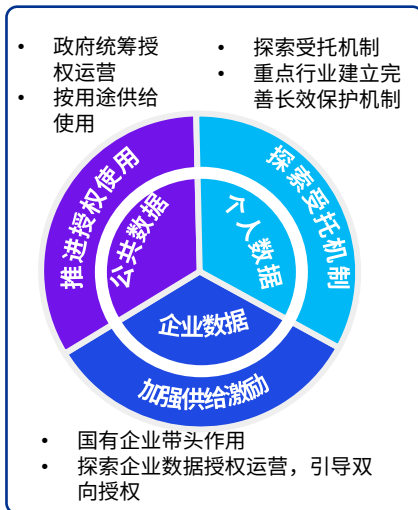 • 政府统筹授
权运营
• 按用途供给
使用
• 探索受托机制
• 重点行业建立完
善长效保护机制
推进授权使用
公共数据
个人数据
探索受托机制
企业数据
加强供给激励
• 国有企业带头作用
• 探索企业数据授权运营，引导双
向授权